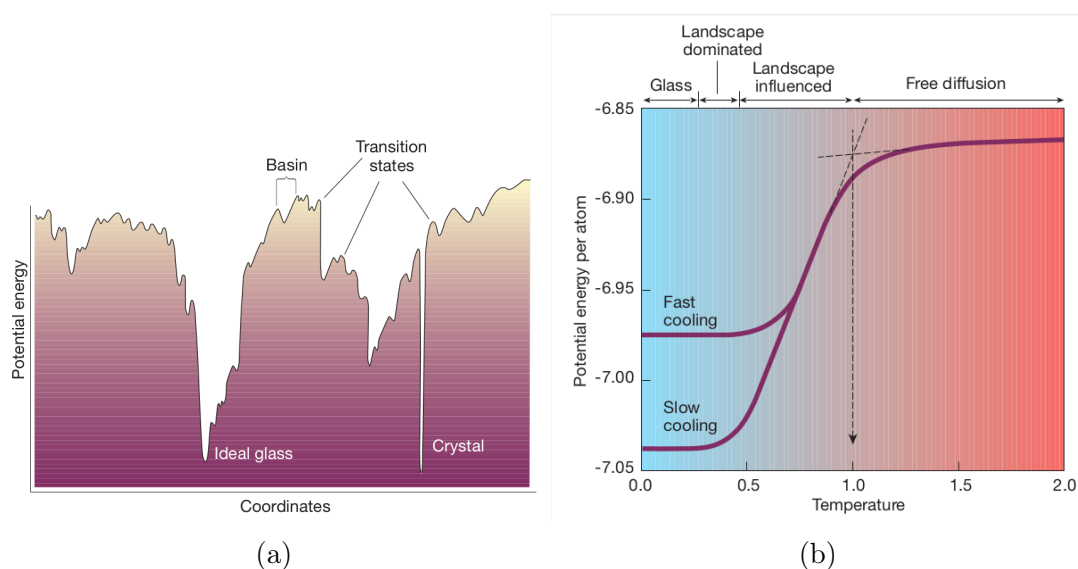 Transition
states
Basin
Potential energy
Ideal glass
Crystal
Coordinates
(a)
Landscape
dominated
Landscape
influenced
Glass
Free diffusion
-6.85
-6.90
-6.95
-7.00
-7.05
Potential energy per atom
Fast
cooling
Slow
cooling
0.0 0.5 1.0 1.5 2.0
Temperature
(b)